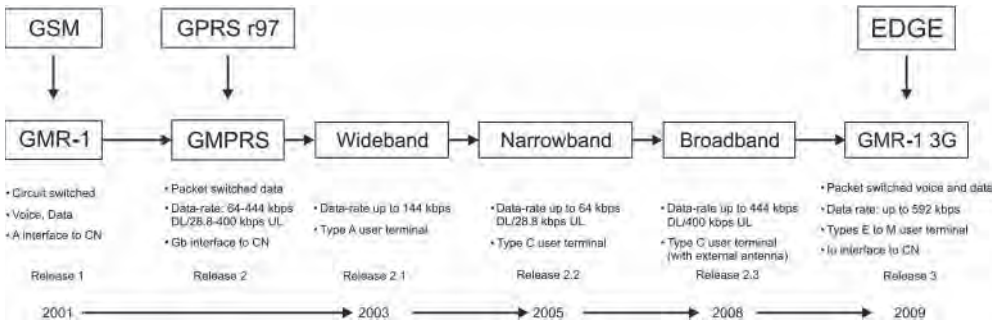 GSM
GPRS r97
EDGE
GMR-1
GMPRS
Wideband
Narrowband
Broadband
GMR-1 3G
• Circuit switched
• Voice, Data
• A interface to CN
• Packet switched data
• Data-rate: 64-444 kbps
DL/28.8-400 kbps UL
• Gb interface to CN
• Data-rate up to 144 kbps
• Type A user terminal
• Data-rate up to 64 kbps
DL/28.8 kbps UL
• Type C user terminal
• Data-rate up to 444 kbps
DL/400 kbps UL
• Type C user terminal
(with external antenna)
• Packet switched voice and data
• Data rate: up to 592 kbps
• Types E to M user terminal
• Iu interface to CN
Release 1
Release 2
Release 2.1
Release 2.2
Release 2.3
Release 3
2001
2003
2005
2008
2009